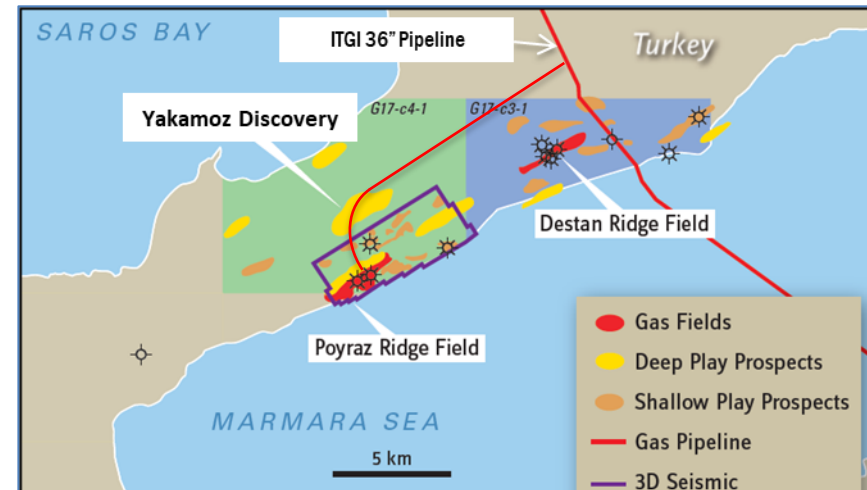 SAROS BAY
ITGI 36” Pipeline
Turkey
G17-c4-1
G17-c3-1
Yakamoz Discovery
Destan Ridge Field
Poyraz Ridge Field
MARMARA SEA
5 km
Gas Fields
Deep Play Prospects
Shallow Play Prospects
Gas Pipeline
3D Seismic